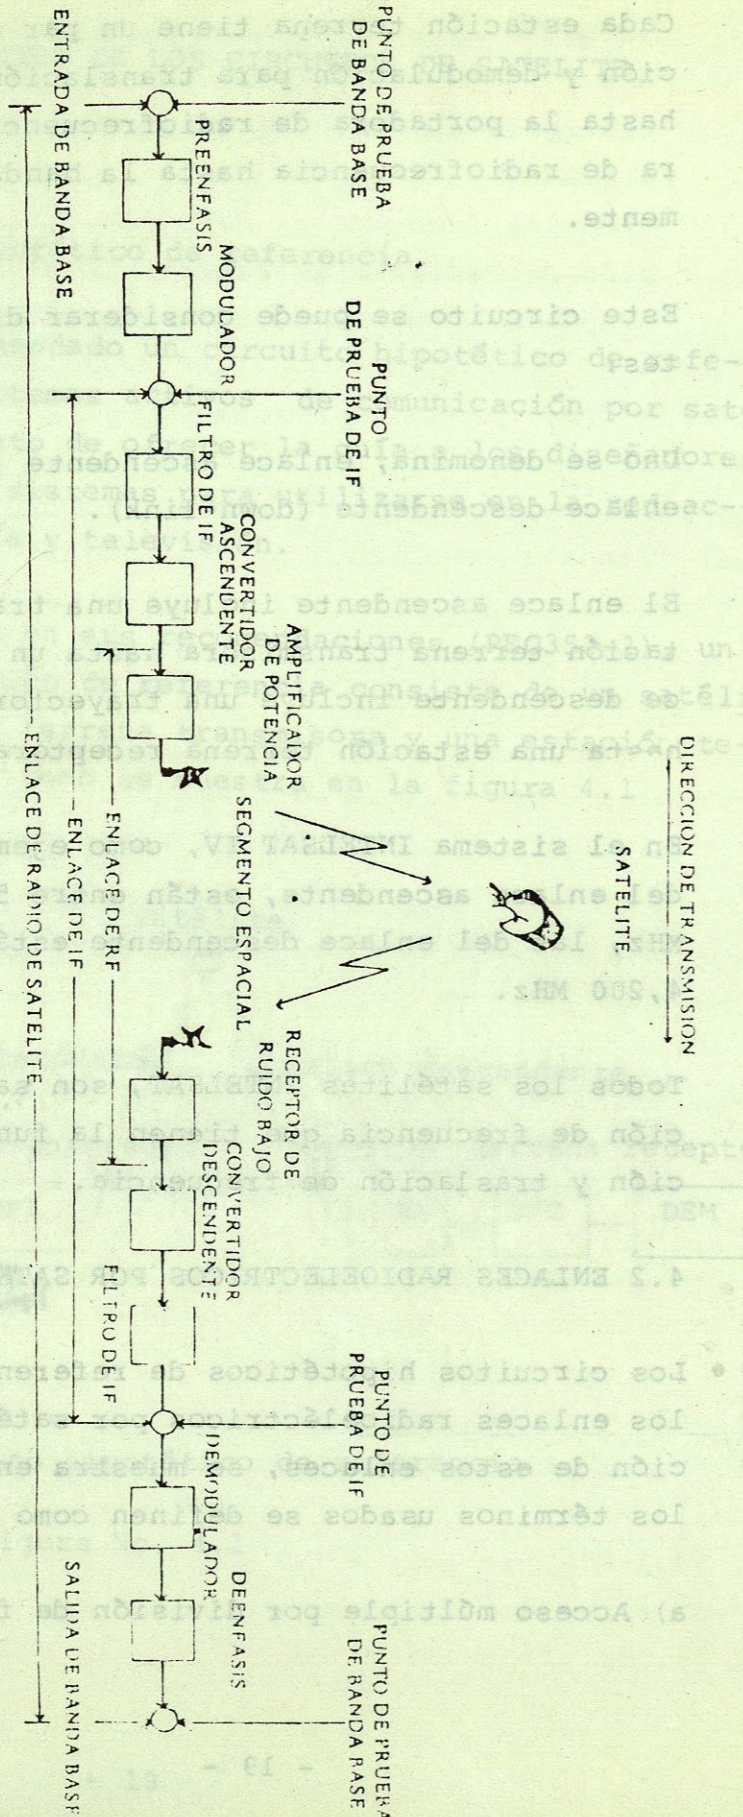 DIRECCION DE TRANSMISION
SATELITE
PUNTO DE PRUEBA
DE BANDA BASE
PUNTO
DE PRUEBA DE IF
PUNTO DE
PRUEBA DE IF
PUNTO DE PRUEBA
DE BANDA BASE
AMPLIFICADOR
DE POTENCIA
RECEPTOR DE
RUIDO BAJO
PREENFASIS
MODULADOR
FILTRO DE IF
CONVERTIDOR
ASCENDENTE
SEGMENTO ESPACIAL
CONVERTIDOR
DESCENDENTE
FILTRO DE IF
DEMODULADOR
DEENFASIS
ENTRADA DE BANDA BASE
SALIDA DE BANDA BASE
ENLACE DE RF
ENLACE DE IF
ENLACE DE RADIO DE SATELITE
Cada estación terrena tiene un par
ción y demodulación para translación
hasta la portadora de radiofrecuenc
ra de radiofrecuencia hasta la banda
mente.
Este circuito se puede considerar d
tes:
Uno se denomina, enlace ascendente
enlace descendente (down-link).
El enlace ascendente incluye una tra
tación terrena transmisora hasta un
ce descendente incluye una trayector
hasta una estación terrena receptora
En el sistema INTELSAT IV, como ejem
del enlace ascendente, están entre 5
MHz, las del enlace descendente está
4,200 MHz.
Todos los satélites INTELSAT, son sa
ción de frecuencia que tienen la fun
ción y traslación de frecuencia.
4.2 ENLACES RADIOELECTRICOS POR SATE
Los circuitos hipotéticos de referen
los enlaces radioeléctricos por saté
ción de estos enlaces, se muestra en
los términos usados se definen como
a) Acceso múltiple por división de f
- 19 -